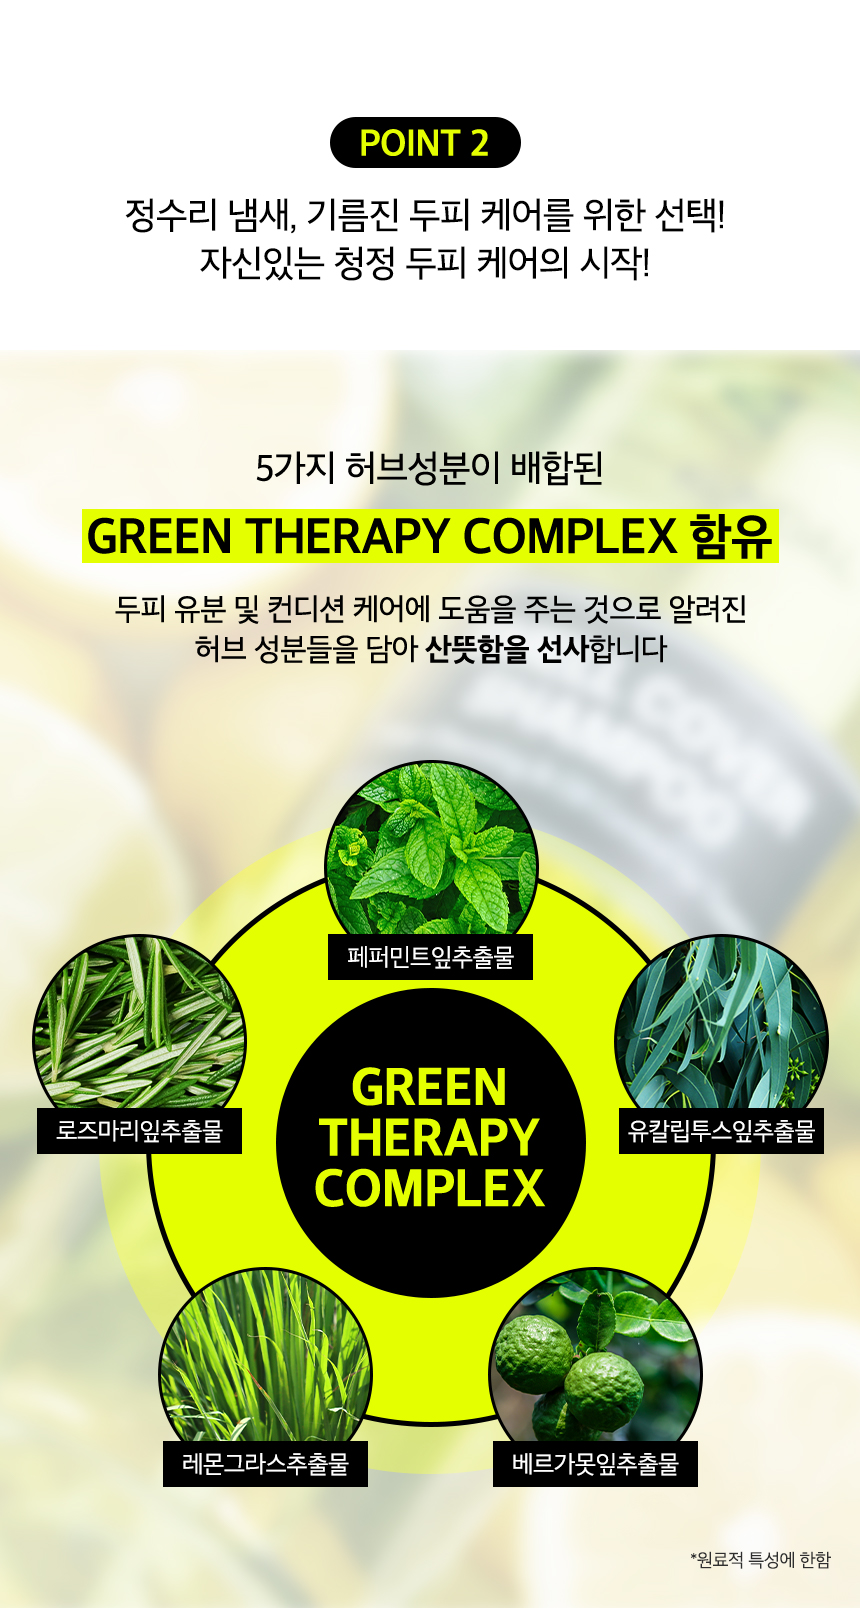 POINT 2
정수리 냄새, 기름진 두피 케어를 위한 선택!
자신있는 청정 두피 케어의 시작!
5가지 허브성분이 배합된
GREEN THERAPY COMPLEX 함유
두피 유분 및 컨디션 케어에 도움을 주는 것으로 알려진
허브 성분들을 담아 산뜻함을 선사합니다
COVER
SHAMPOO
페퍼민트잎추출물
로즈마리잎추출물
유칼립투스잎추출물
GREEN
THERAPY
COMPLEX
레몬그라스추출물
베르가못잎추출물
*원료적 특성에 한함